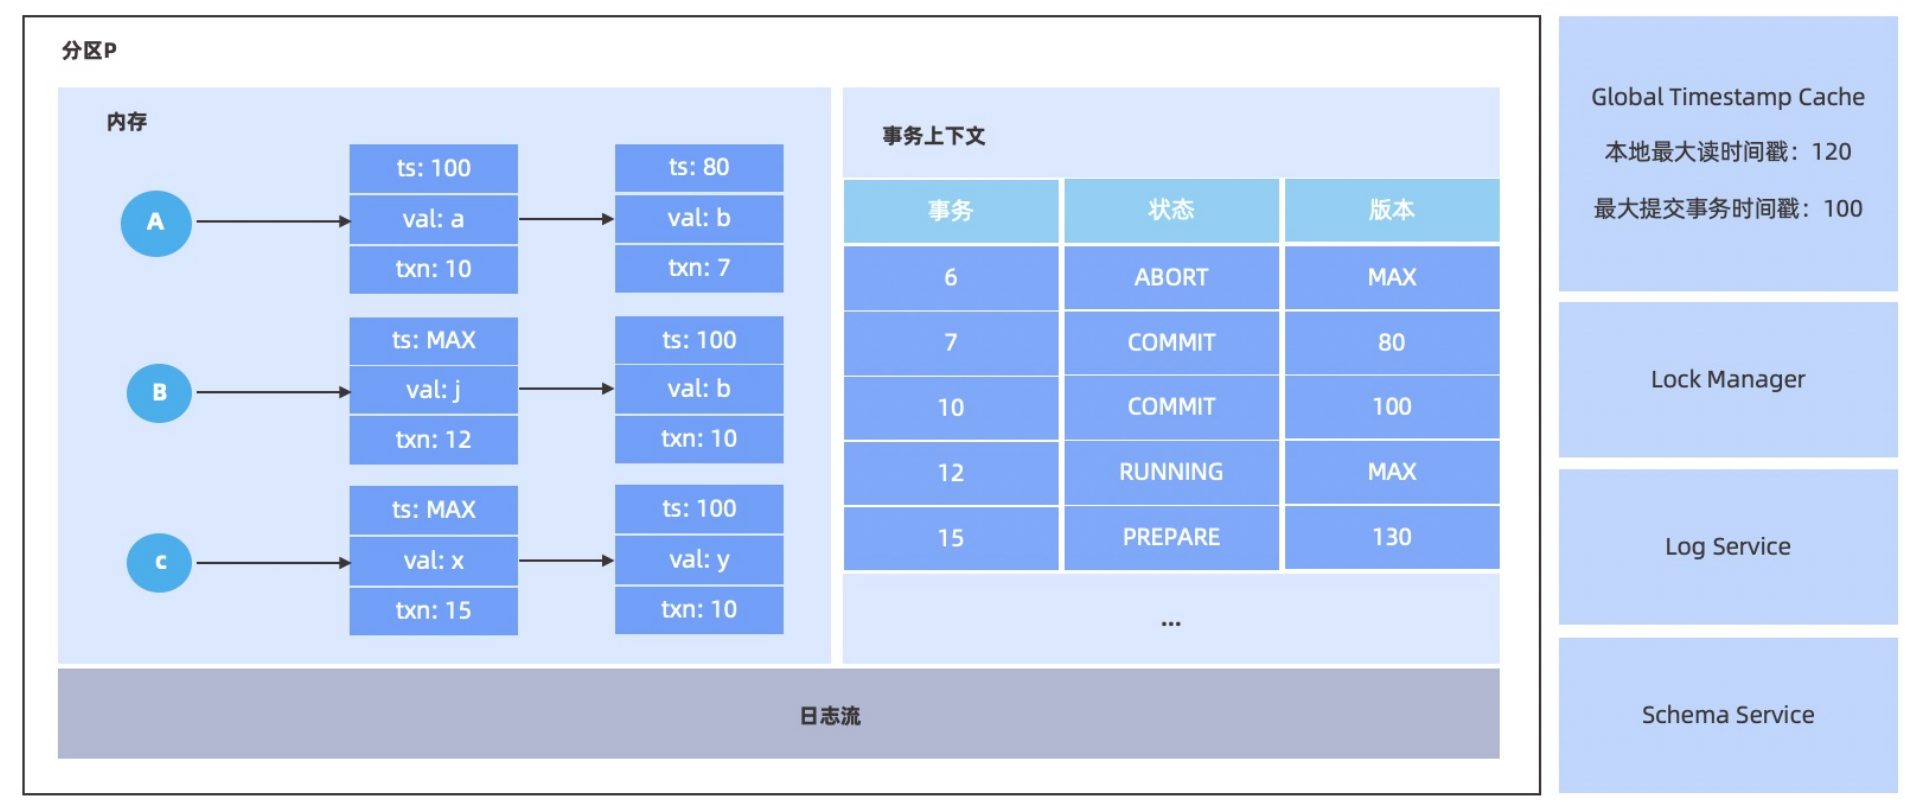 分区P
内存
A
ts: 100
val: a
txn: 10
ts: 80
val: b
txn: 7
B
ts: MAX
val: j
txn: 12
ts: 100
val: b
txn: 10
C
ts: MAX
val: x
txn: 15
ts: 100
val: y
txn: 10
事务上下文
事务 状态 版本
6 ABORT MAX
7 COMMIT 80
10 COMMIT 100
12 RUNNING MAX
15 PREPARE 130
...
日志流
Global Timestamp Cache
本地最大读时间戳：120
最大提交事务时间戳：100
Lock Manager
Log Service
Schema Service